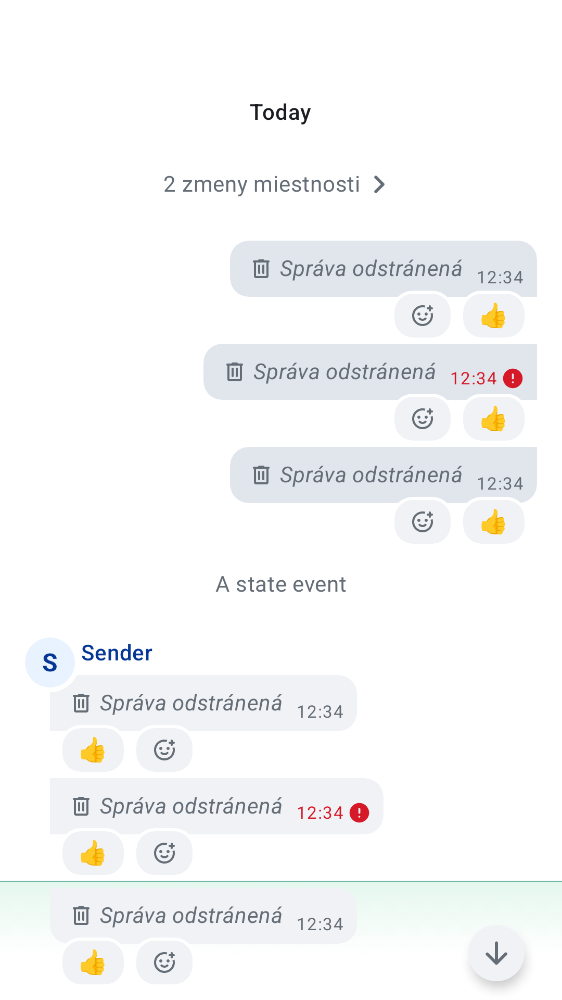 Today
2 zmeny miestnosti
Správa odstránená 12:34
Správa odstránená 12:34
Správa odstránená 12:34
A state event
S Sender
Správa odstránená 12:34
Správa odstránená 12:34
Správa odstránená 12:34